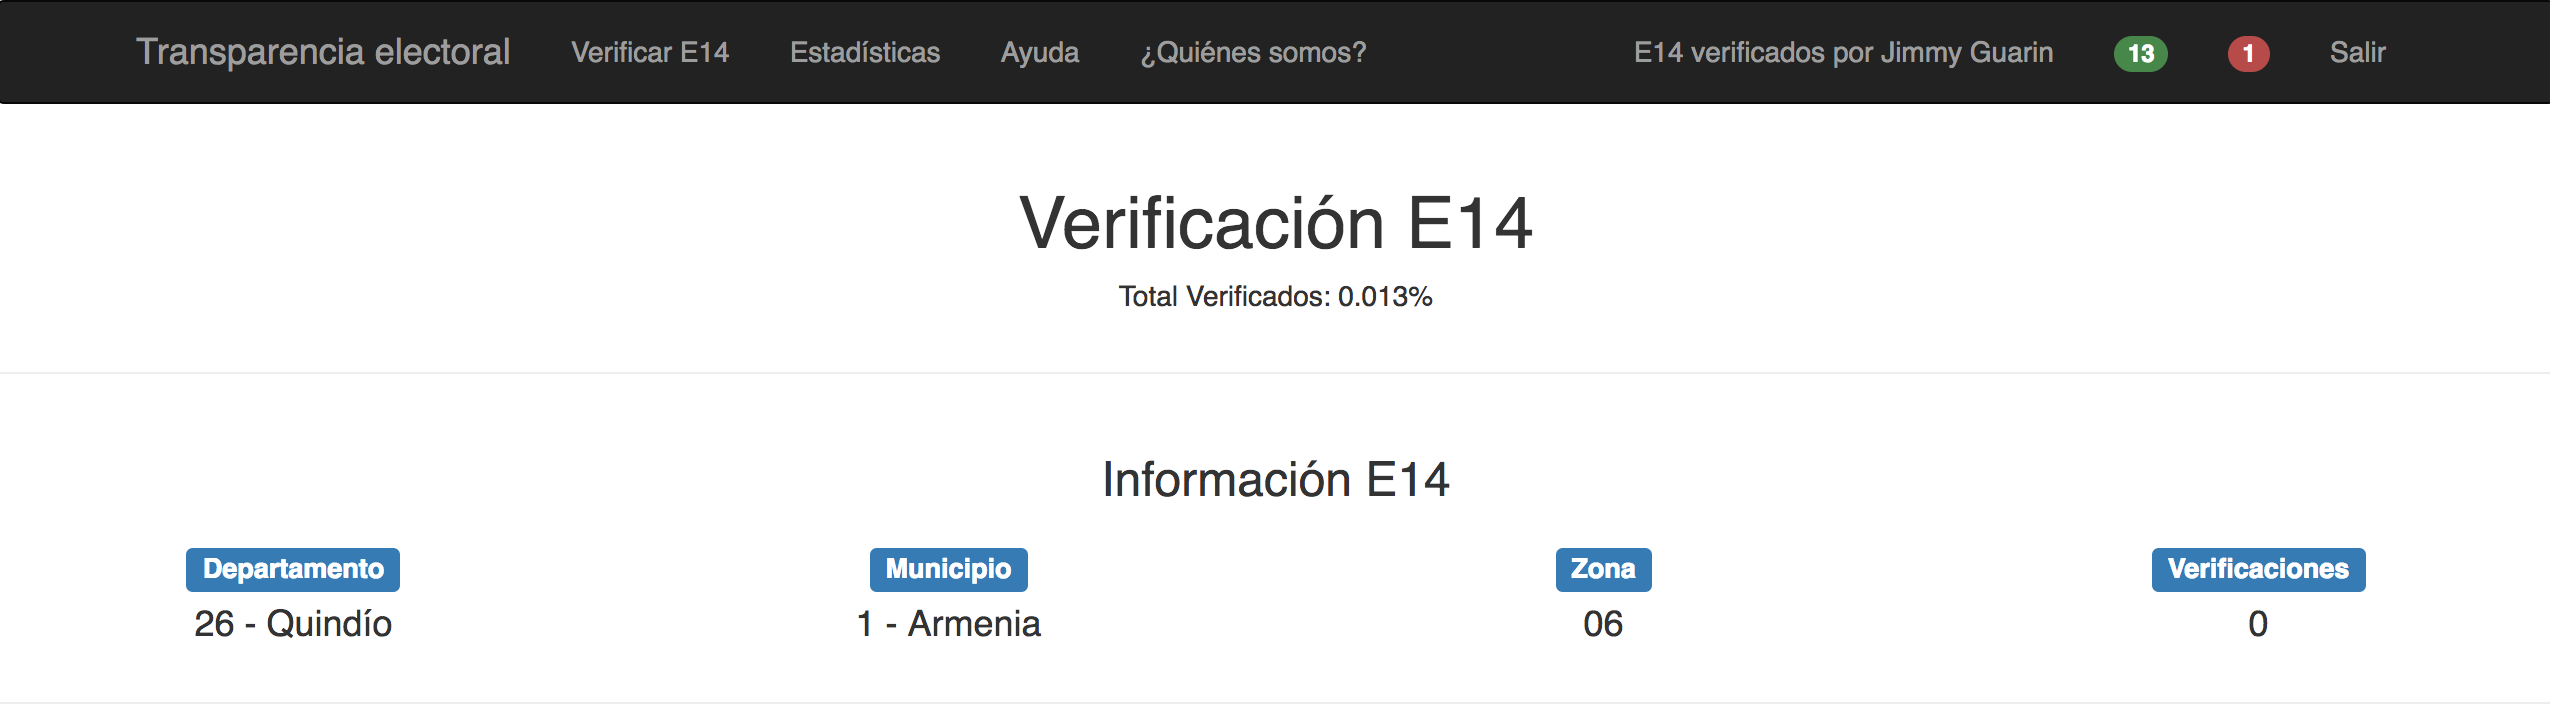 Transparencia electoral Verificar E14 Estadísticas Ayuda ¿Quiénes somos? E14 verificados por Jimmy Guarin 13 1 Salir
Verificación E14
Total Verificados: 0.013%
Información E14
Departamento Municipio Zona Verificaciones
26 - Quindío 1 - Armenia 06 0